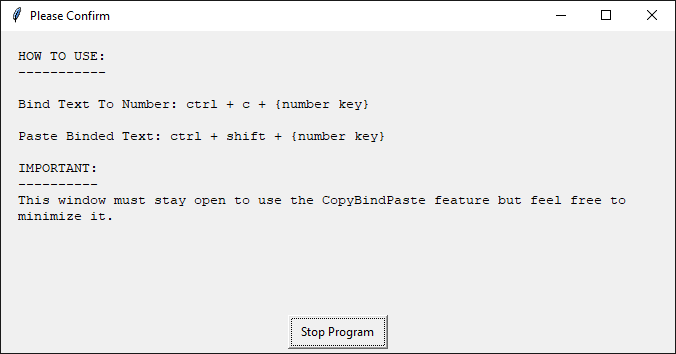 Please Confirm
HOW TO USE:
-----------
Bind Text To Number: ctrl + c + {number key}
Paste Binded Text: ctrl + shift + {number key}
IMPORTANT:
----------
This window must stay open to use the CopyBindPaste feature but feel free to
minimize it.
Stop Program